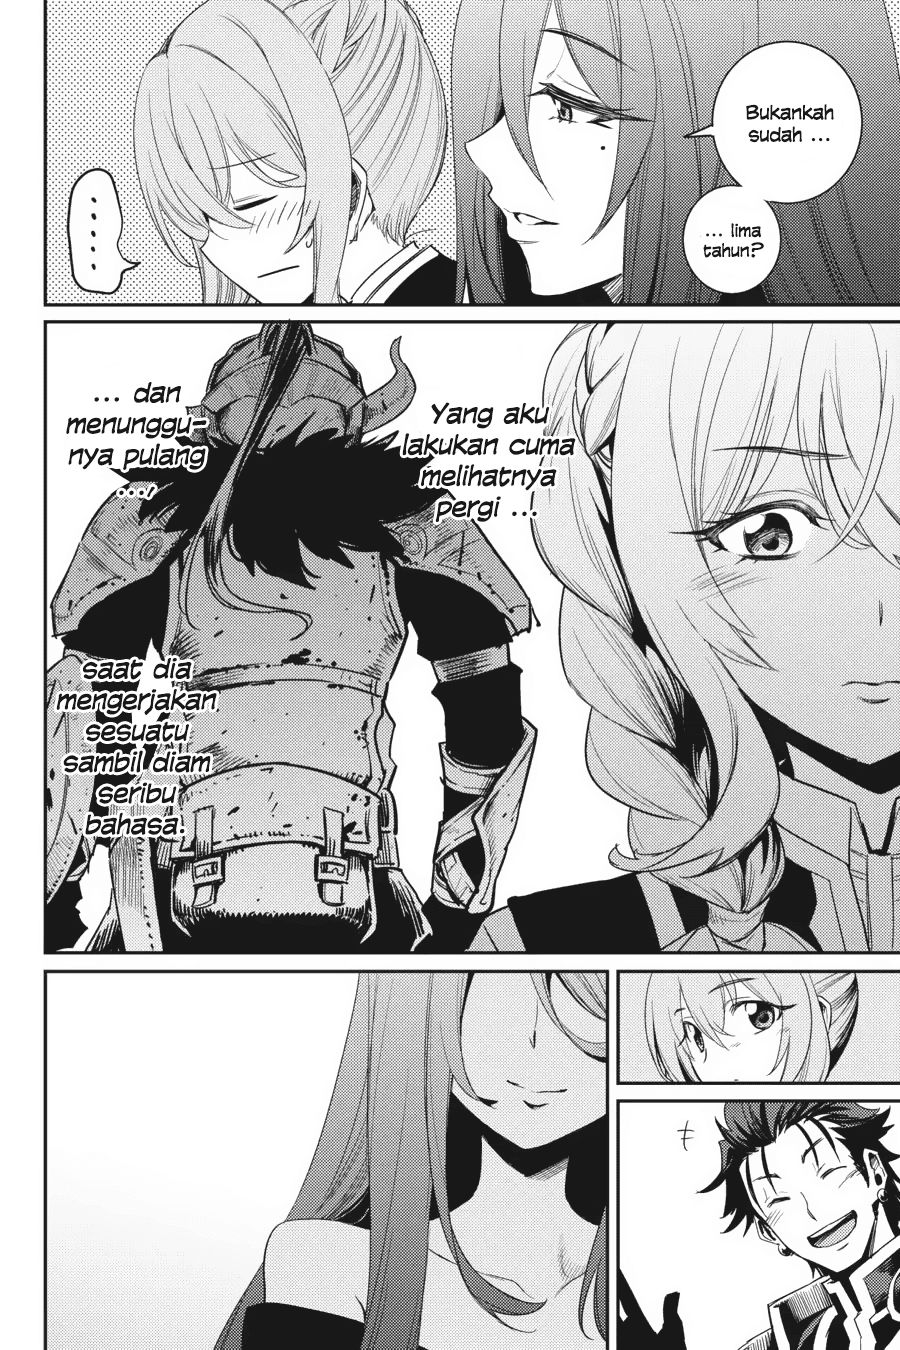 Bukankah
sudah ...
... lima
tahun?
.....
Yang aku
lakukan cuma
melihatnya
pergi ...
... dan
menunggu-
nya pulang
...,
saat dia
mengerjakan
sesuatu
sambil diam
seribu
bahasa.